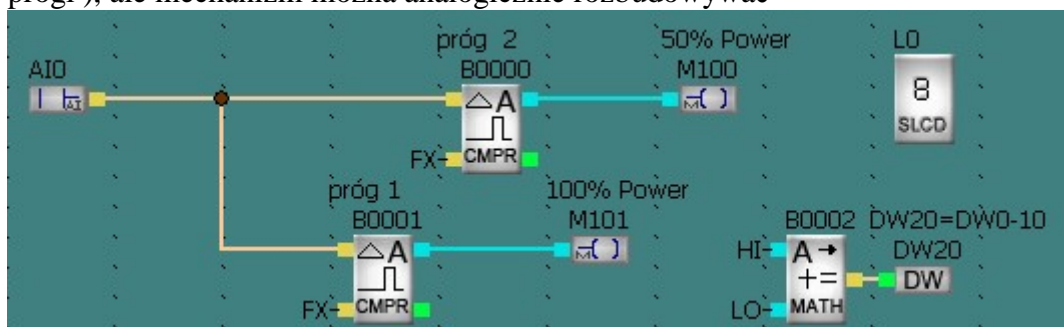 progi ), ale mechanizm można analogicznie rozbudowywać
próg 2 50% Power L0
AI0 B0000 M100
AI A M 8
SLCD
FX CMPR
próg 1 100% Power
B0001 M101 B0002 DW20=DW0-10
A M HI A DW20
+= DW
FX CMPR LO MATH